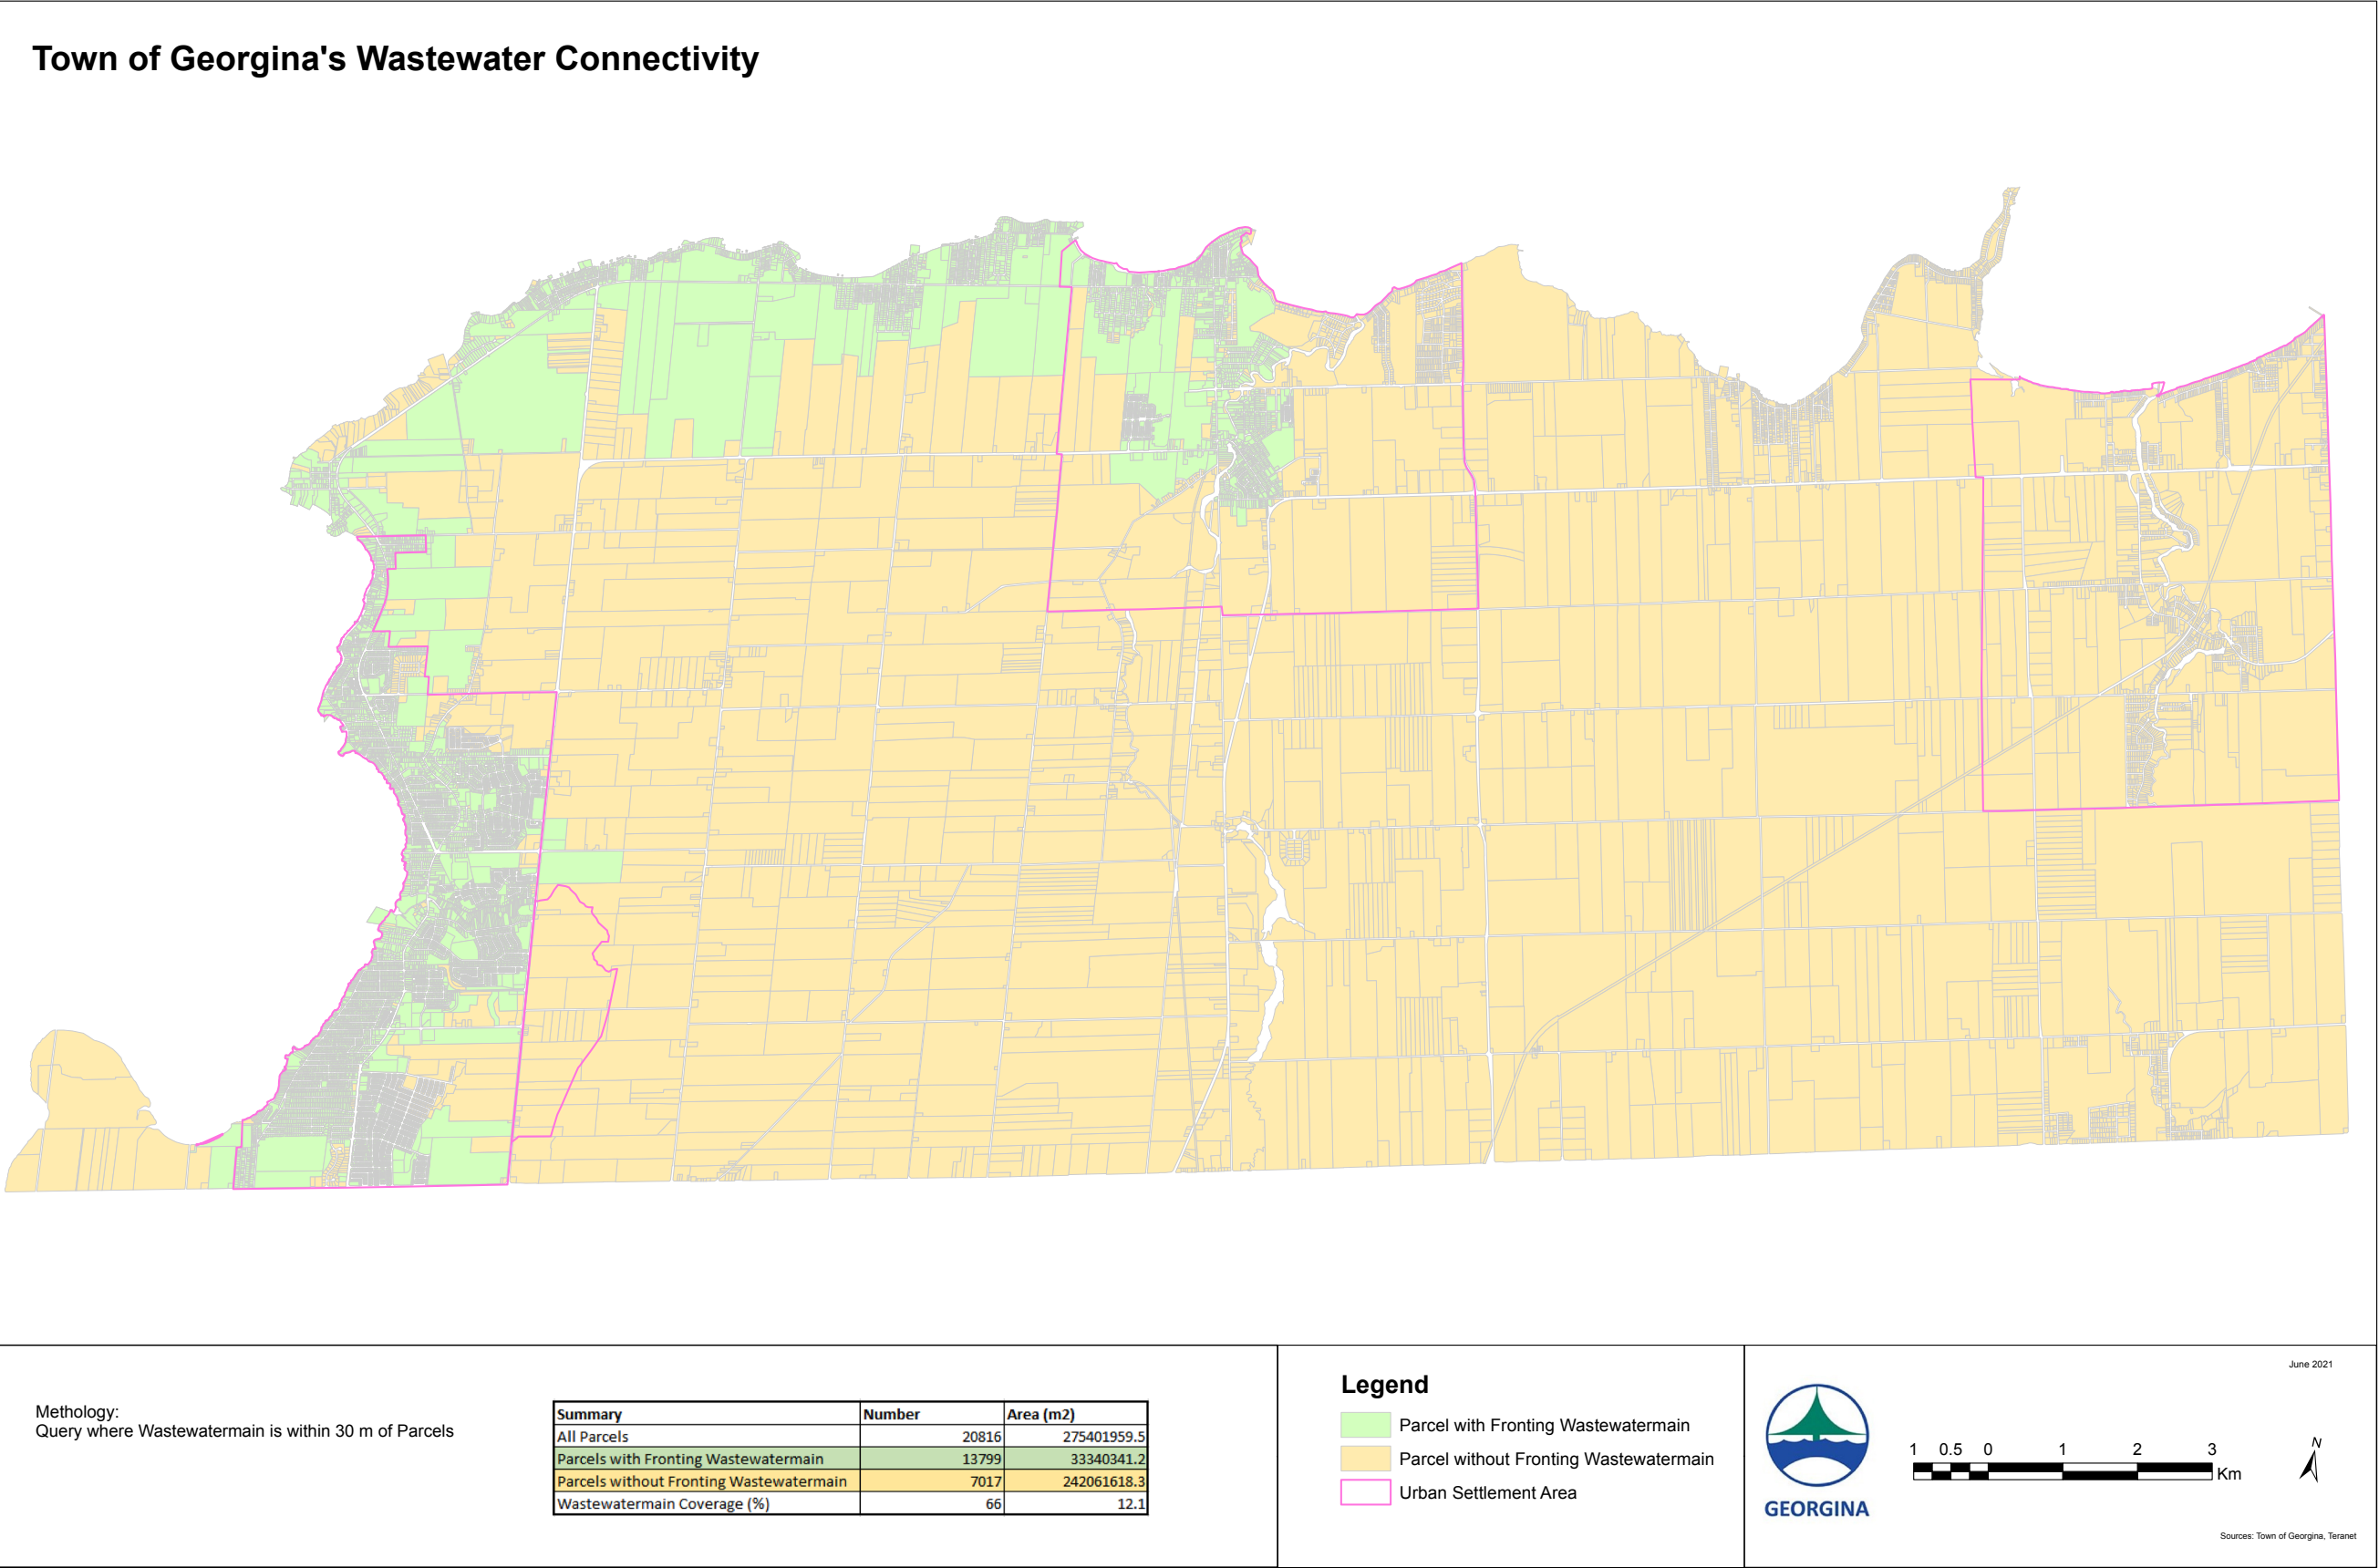 Town of Georgina's Wastewater Connectivity
Methology:
Query where Wastewatermain is within 30 m of Parcels
Summary Number Area (m2)
All Parcels 20816 275401959.5
Parcels with Fronting Wastewatermain 13799 33340341.2
Parcels without Fronting Wastewatermain 7017 242061618.3
Wastewatermain Coverage (%) 66 12.1
Legend
Parcel with Fronting Wastewatermain
Parcel without Fronting Wastewatermain
Urban Settlement Area
GEORGINA
June 2021
1 0.5 0 1 2 3
Km
N
Sources: Town of Georgina, Teranet